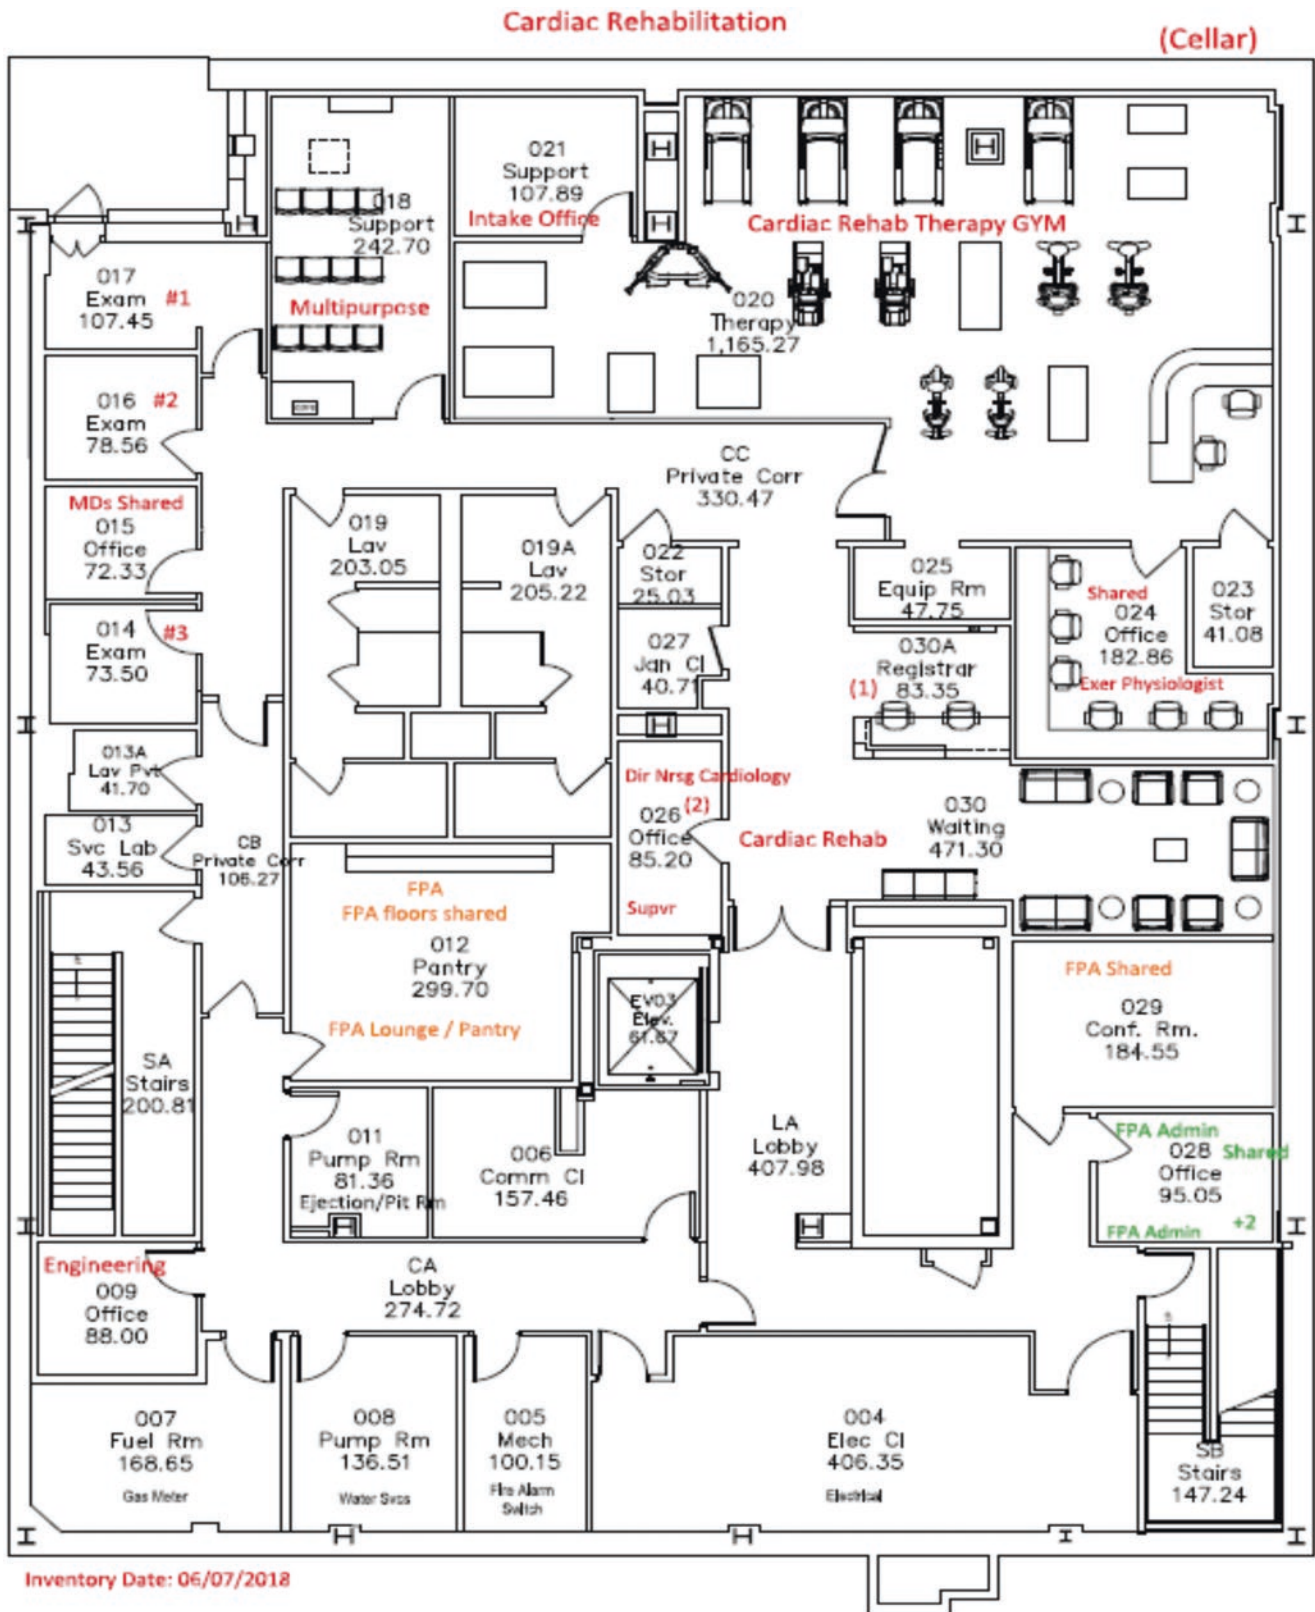 Cardiac Rehabilitation
(Cellar)
021
Support
107.89
Intake Office
018
Support
242.70
Multipurpose
Cardiac Rehab Therapy GYM
020
Therapy
1,165.27
017
Exam #1
107.45
016 #2
Exam
78.56
MDs Shared
015
Office
72.33
014 #3
Exam
73.50
013A
Lav Pvt
41.70
013
Svc Lab
43.56
CB
Private Corr
106.27
CC
Private Corr
330.47
019
Lav
203.05
019A
Lav
205.22
022
Stor
25.03
027
Jan Cl
40.71
025
Equip Rm
47.75
030A
Registrar
(1) 83.35
Shared
024
Office
182.86
Exer Physiologist
023
Stor
41.08
Dir Nrsg Cardiology
(2)
026
Office
85.20
Supvr
Cardiac Rehab
030
Waiting
471.30
FPA
FPA floors shared
012
Pantry
299.70
FPA Lounge / Pantry
EV03
Elev.
61.67
FPA Shared
029
Conf. Rm.
184.55
SA
Stairs
200.81
011
Pump Rm
81.36
Ejection/Pit Rm
006
Comm Cl
157.46
LA
Lobby
407.98
FPA Admin
028 Shared
Office
95.05
FPA Admin +2
Engineering
009
Office
88.00
CA
Lobby
274.72
007
Fuel Rm
168.65
Gas Meter
008
Pump Rm
136.51
Water Svcs
005
Mech
100.15
Fire Alarm
Switch
004
Elec Cl
406.35
Electrical
SB
Stairs
147.24
Inventory Date: 06/07/2018